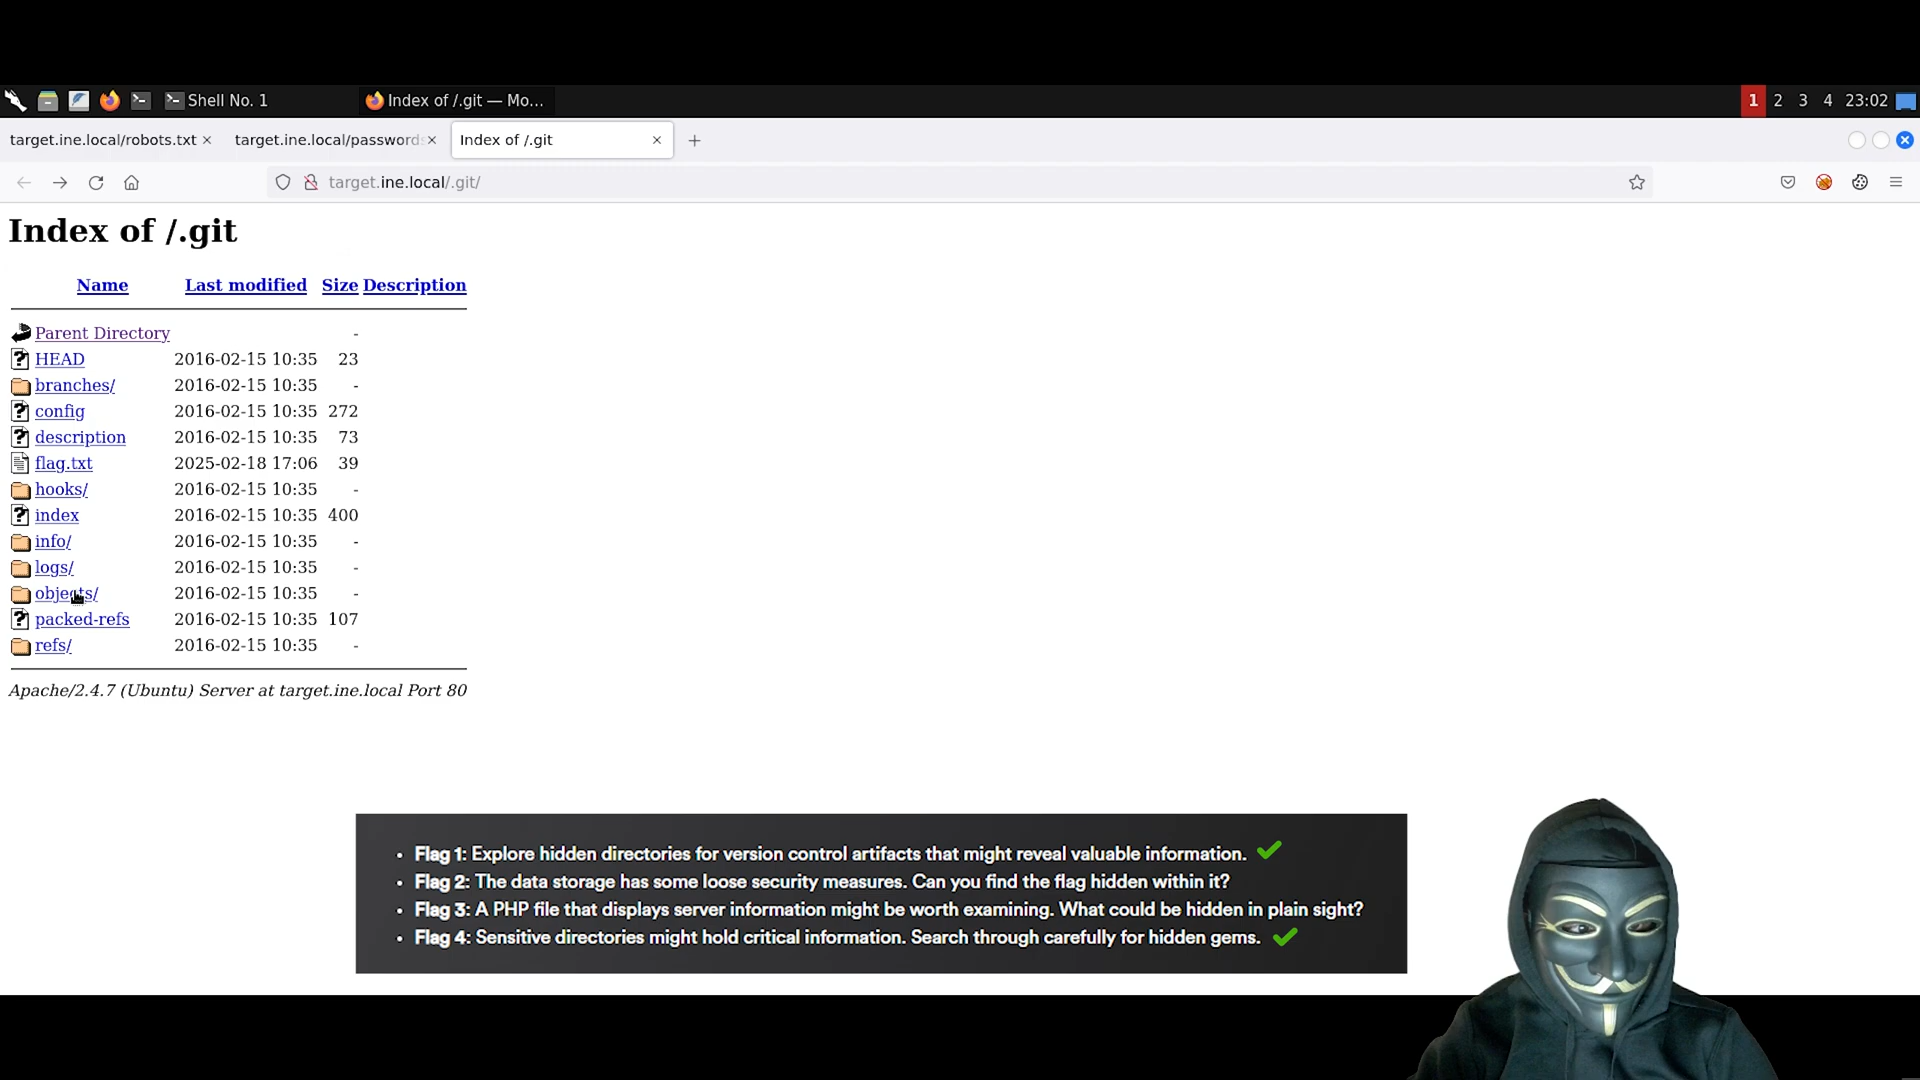 Shell No. 1
Index of /.git — Mo...
1 2 3 4 23:02
target.ine.local/robots.txt
target.ine.local/passwords
Index of /.git
target.ine.local/.git/
Index of /.git
Name Last modified Size Description
Parent Directory -
HEAD 2016-02-15 10:35 23
branches/ 2016-02-15 10:35 -
config 2016-02-15 10:35 272
description 2016-02-15 10:35 73
flag.txt 2025-02-18 17:06 39
hooks/ 2016-02-15 10:35 -
index 2016-02-15 10:35 400
info/ 2016-02-15 10:35 -
logs/ 2016-02-15 10:35 -
objects/ 2016-02-15 10:35 -
packed-refs 2016-02-15 10:35 107
refs/ 2016-02-15 10:35 -
Apache/2.4.7 (Ubuntu) Server at target.ine.local Port 80
• Flag 1: Explore hidden directories for version control artifacts that might reveal valuable information.
• Flag 2: The data storage has some loose security measures. Can you find the flag hidden within it?
• Flag 3: A PHP file that displays server information might be worth examining. What could be hidden in plain sight?
• Flag 4: Sensitive directories might hold critical information. Search through carefully for hidden gems.